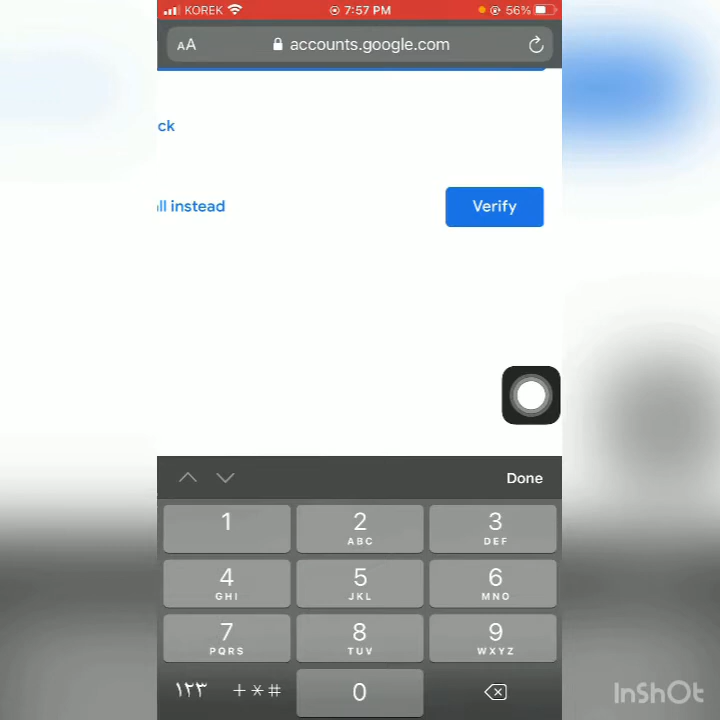 KOREK 7:57 PM 56%
AA accounts.google.com
ck
ll instead Verify
Done
1 2 3
ABC DEF
4 5 6
GHI JKL MNO
7 8 9
PQRS TUV WXYZ
١٢٣ +*# 0
InShOt